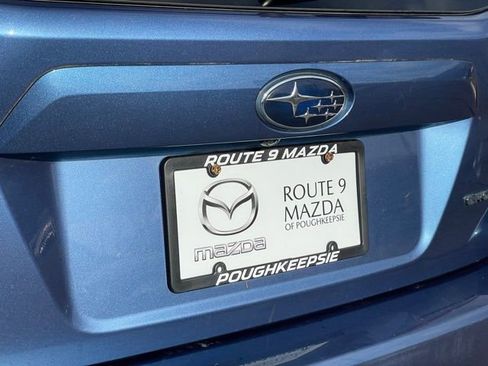 ROUTE 9 MAZDA
mazda
ROUTE 9
MAZDA
OF POUGHKEEPSIE
POUGHKEEPSIE